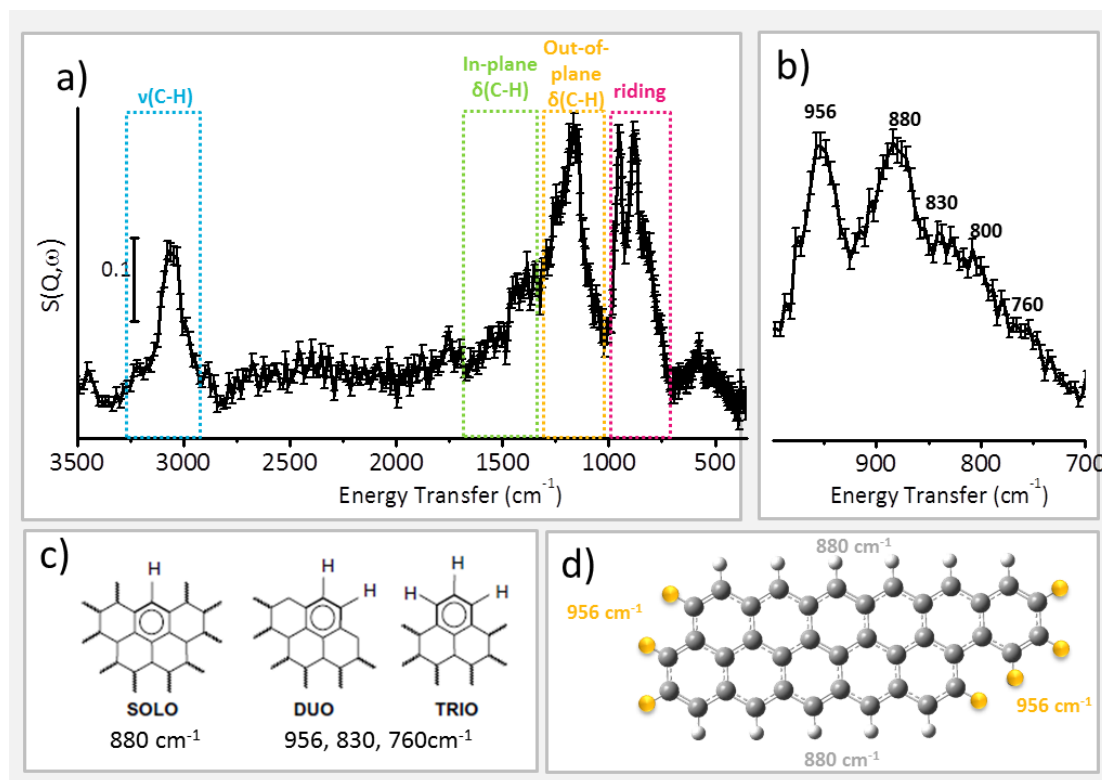 a)
ν(C-H)
In-plane
δ(C-H)
Out-of-
plane
δ(C-H)
riding
0.1
S(Q,ω)
3500 3000 2500 2000 1500 1000 500
Energy Transfer (cm⁻¹)
b)
956
880
830
800
760
900 800 700
Energy Transfer (cm⁻¹)
c)
H
H
H
H
H
H
SOLO DUO TRIO
880 cm⁻¹ 956, 830, 760cm⁻¹
d)
880 cm⁻¹
956 cm⁻¹
956 cm⁻¹
880 cm⁻¹